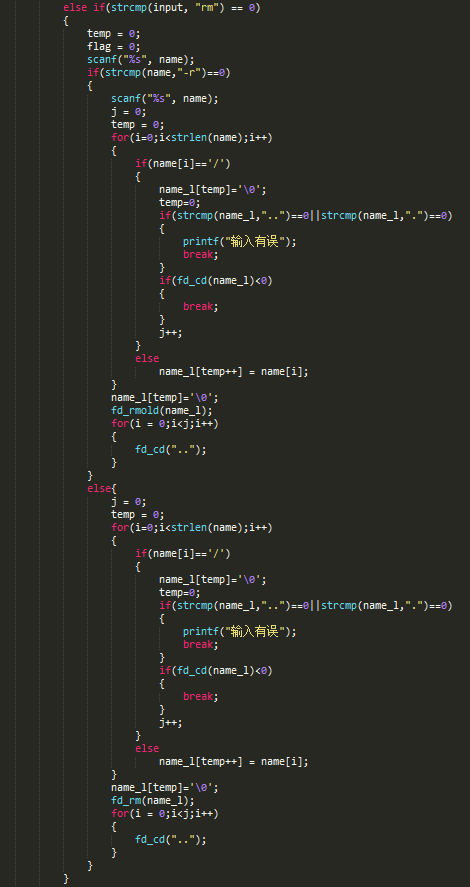 else if(strcmp(input, "rm") == 0)
{
temp = 0;
flag = 0;
scanf("%s", name);
if(strcmp(name,"-r")==0)
{
scanf("%s", name);
j = 0;
temp = 0;
for(i=0;i<strlen(name);i++)
{
if(name[i]=='/')
{
name_l[temp]='\0';
temp=0;
if(strcmp(name_l,"..")==0||strcmp(name_l,".")==0)
{
printf("输入有误");
break;
}
if(fd_cd(name_l)<0)
{
break;
}
j++;
}
else
name_l[temp++] = name[i];
}
name_l[temp]='\0';
fd_rmold(name_l);
for(i = 0;i<j;i++)
{
fd_cd("..");
}
}
else{
j = 0;
temp = 0;
for(i=0;i<strlen(name);i++)
{
if(name[i]=='/')
{
name_l[temp]='\0';
temp=0;
if(strcmp(name_l,"..")==0||strcmp(name_l,".")==0)
{
printf("输入有误");
break;
}
if(fd_cd(name_l)<0)
{
break;
}
j++;
}
else
name_l[temp++] = name[i];
}
name_l[temp]='\0';
fd_rm(name_l);
for(i = 0;i<j;i++)
{
fd_cd("..");
}
}
}